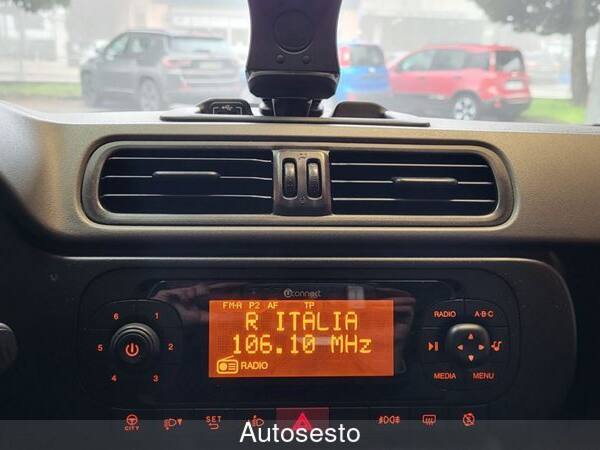 uconnect
FM-A P2 AF TP
R ITALIA
106.10 MHz
RADIO
6 1
5 2
4 3
RADIO A-B-C
MEDIA MENU
CITY
SET
Autosesto